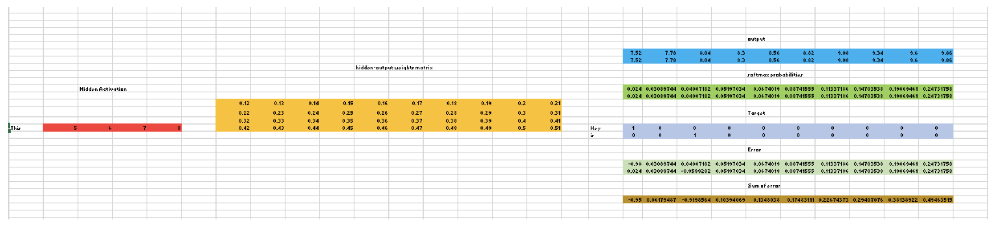 output
7.52 7.78 8.04 8.3 8.56 8.82 9.08 9.34 9.6 9.86
7.52 7.78 8.04 8.3 8.56 8.82 9.08 9.34 9.6 9.86
hidden-output weights matrix
softmax probabilities
Hidden Activation
0.024 0.03089744 0.04007182 0.05197034 0.0674019 0.08741555 0.11337186 0.14703538 0.19069461 0.24731758
0.024 0.03089744 0.04007182 0.05197034 0.0674019 0.08741555 0.11337186 0.14703538 0.19069461 0.24731758
0.12 0.13 0.14 0.15 0.16 0.17 0.18 0.19 0.2 0.21
0.22 0.23 0.24 0.25 0.26 0.27 0.28 0.29 0.3 0.31
Target
0.32 0.33 0.34 0.35 0.36 0.37 0.38 0.39 0.4 0.41
This 5 6 7 8 0.42 0.43 0.44 0.45 0.46 0.47 0.48 0.49 0.5 0.51 Hey 1 0 0 0 0 0 0 0 0 0
is 0 0 1 0 0 0 0 0 0 0
Error
-0.98 0.03089744 0.04007182 0.05197034 0.0674019 0.08741555 0.11337186 0.14703538 0.19069461 0.24731758
0.024 0.03089744 -0.9599282 0.05197034 0.0674019 0.08741555 0.11337186 0.14703538 0.19069461 0.24731758
Sum of error
-0.95 0.06179487 -0.9198564 0.10394069 0.1348038 0.17483111 0.22674373 0.29407076 0.38138922 0.49463515